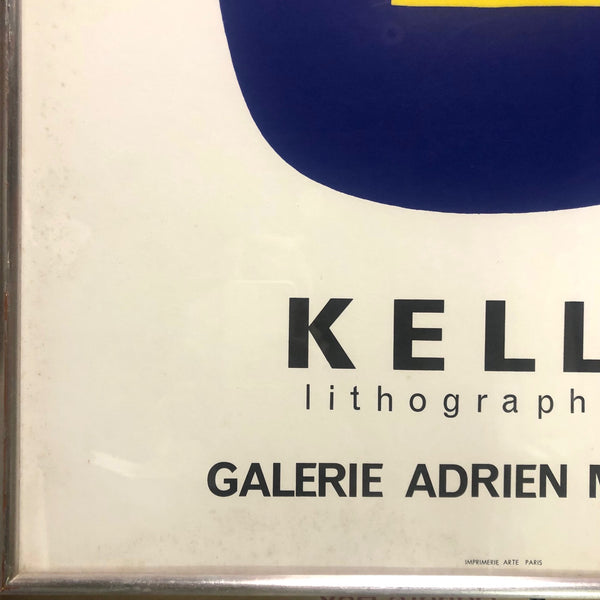 KELL
lithograph
GALERIE ADRIEN M
IMPRIMERIE ARTE PARIS